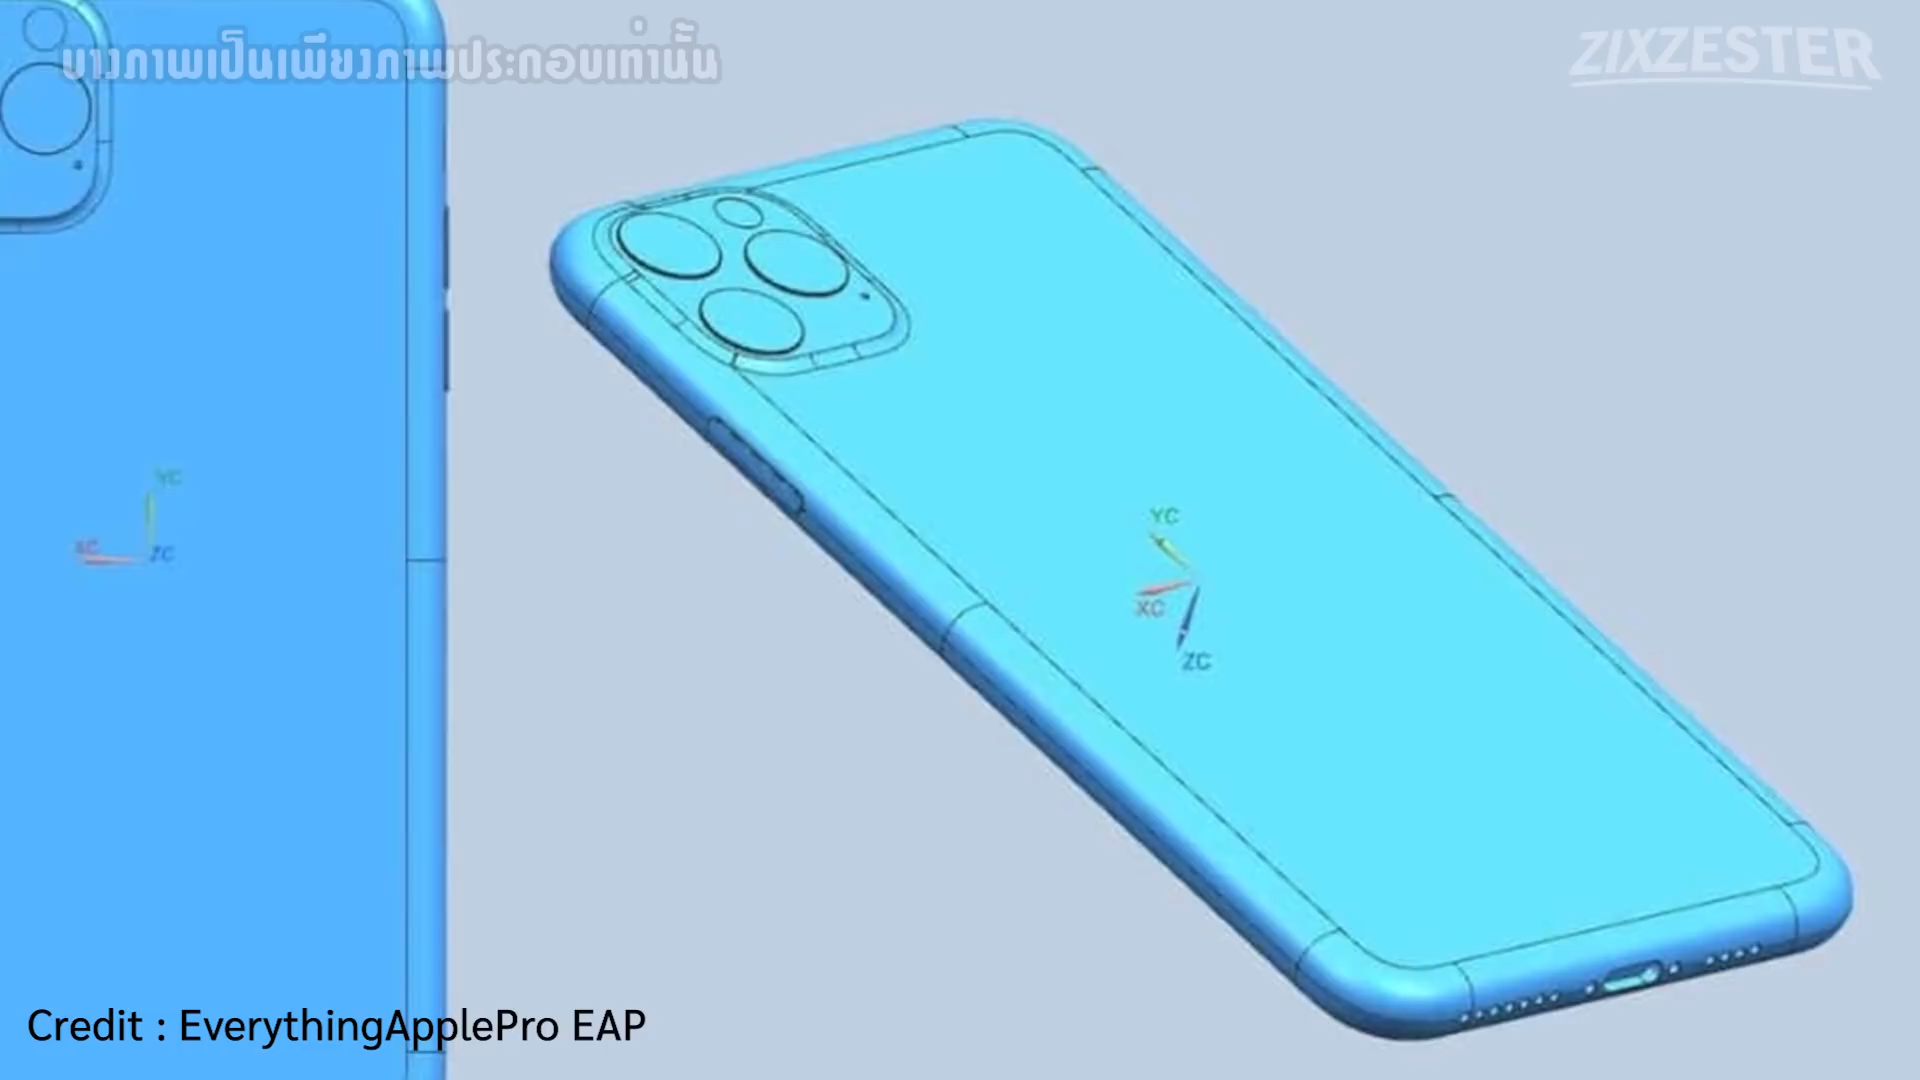 บางภาพเป็นเพียงภาพประกอบเท่านั้น
ZIXZESTER
YC
XC
ZC
YC
XC
ZC
Credit : EverythingApplePro EAP